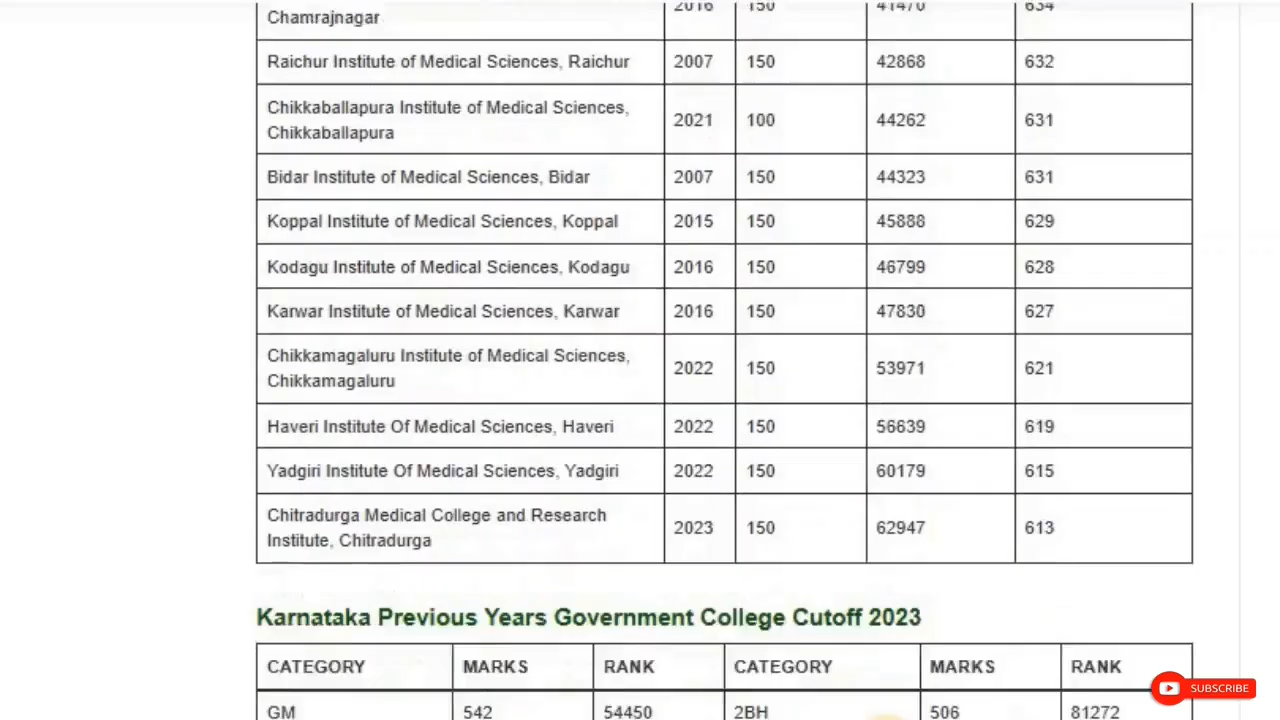 2016 150 41470 634
Chamrajnagar
Raichur Institute of Medical Sciences, Raichur 2007 150 42868 632
Chikkaballapura Institute of Medical Sciences,
Chikkaballapura 2021 100 44262 631
Bidar Institute of Medical Sciences, Bidar 2007 150 44323 631
Koppal Institute of Medical Sciences, Koppal 2015 150 45888 629
Kodagu Institute of Medical Sciences, Kodagu 2016 150 46799 628
Karwar Institute of Medical Sciences, Karwar 2016 150 47830 627
Chikkamagaluru Institute of Medical Sciences,
Chikkamagaluru 2022 150 53971 621
Haveri Institute Of Medical Sciences, Haveri 2022 150 56639 619
Yadgiri Institute Of Medical Sciences, Yadgiri 2022 150 60179 615
Chitradurga Medical College and Research
Institute, Chitradurga 2023 150 62947 613
Karnataka Previous Years Government College Cutoff 2023
CATEGORY MARKS RANK CATEGORY MARKS RANK
GM 542 54450 2BH 506 81272
SUBSCRIBE